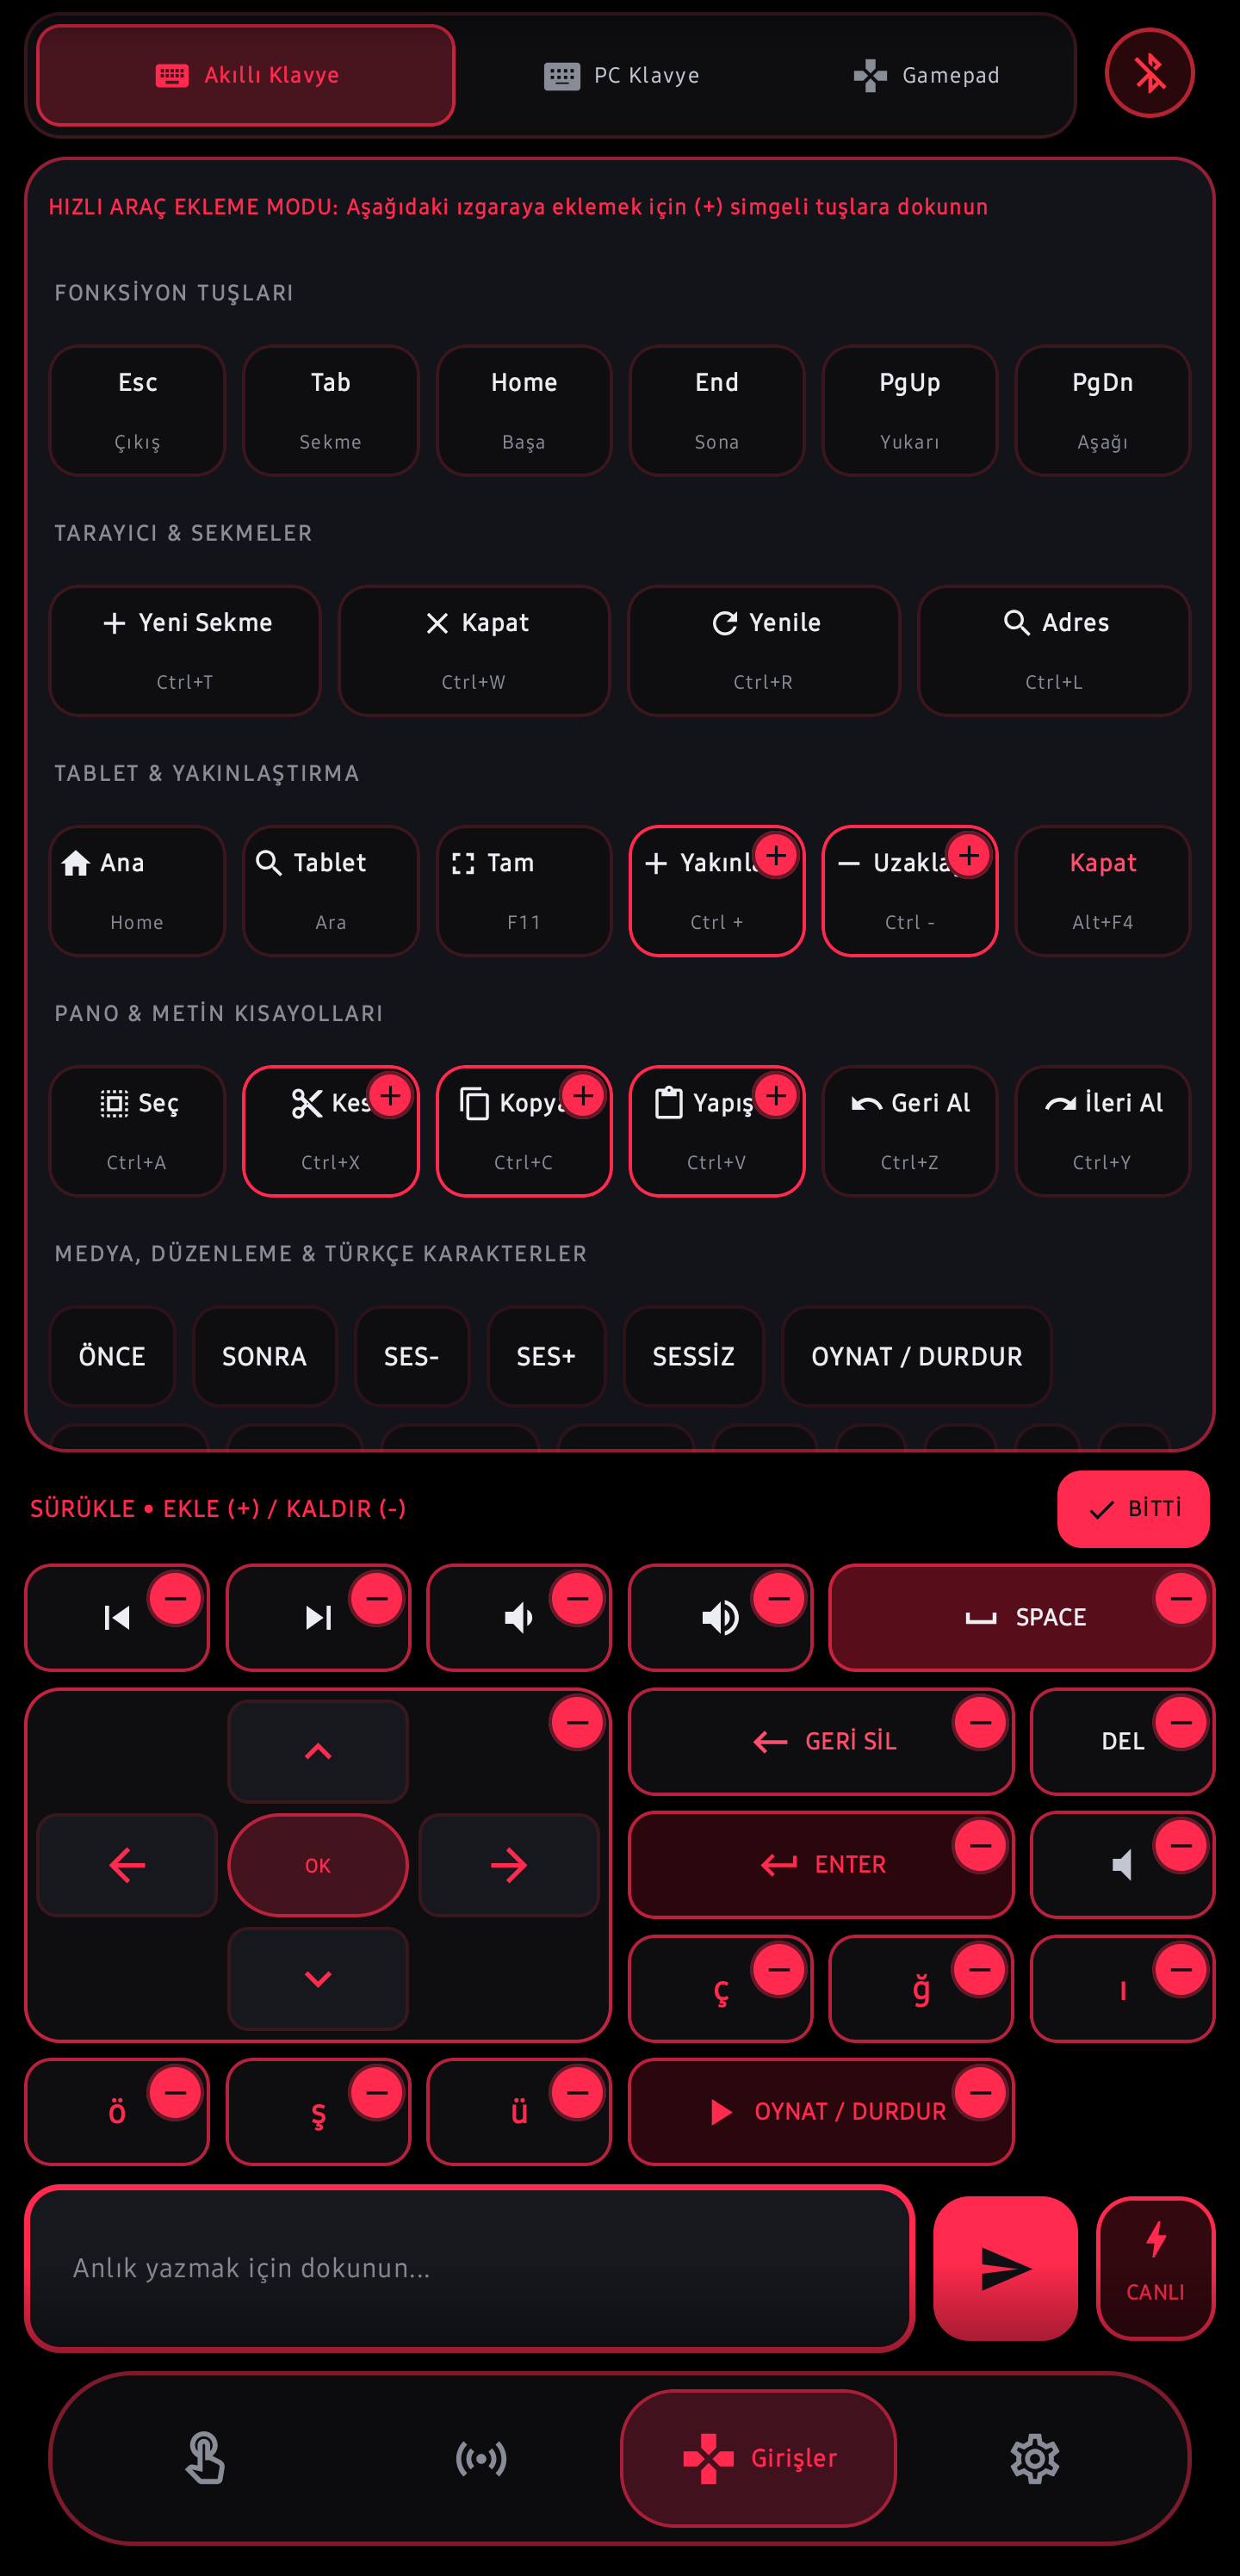 Akıllı Klavye
PC Klavye
Gamepad
HIZLI ARAÇ EKLEME MODU: Aşağıdaki ızgaraya eklemek için (+) simgeli tuşlara dokunun
FONKSİYON TUŞLARI
Esc Tab Home End PgUp PgDn
Çıkış Sekme Başa Sona Yukarı Aşağı
TARAYICI & SEKMELER
Yeni Sekme Kapat Yenile Adres
Ctrl+T Ctrl+W Ctrl+R Ctrl+L
TABLET & YAKINLAŞTIRMA
Ana Tablet Tam Kapat
Home Ara F11 Ctrl + Ctrl - Alt+F4
PANO & METİN KISAYOLLARI
Seç Kes Yapış Geri Al İleri Al
Ctrl+A Ctrl+X Ctrl+C Ctrl+V Ctrl+Z Ctrl+Y
MEDYA, DÜZENLEME & TÜRKÇE KARAKTERLER
ÖNCE SONRA SES- SES+ SESSİZ OYNAT / DURDUR
SÜRÜKLE • EKLE (+) / KALDIR (-)
BİTTİ
SPACE
GERİ SİL DEL
OK ENTER
ç ğ ı
ö ş ü OYNAT / DURDUR
Anlık yazmak için dokunun...
CANLI
Girişler